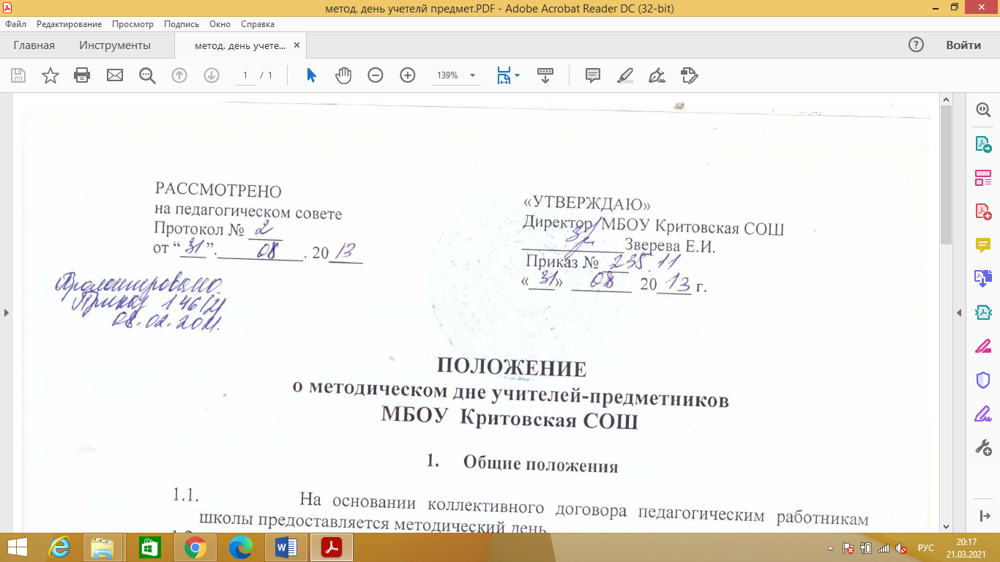 метод. день учетелй предмет.PDF - Adobe Acrobat Reader DC (32-bit)
Файл Редактирование Просмотр Подпись Окно Справка
Главная Инструменты метод. день учете... Войти
1 / 1 139%
РАССМОТРЕНО
на педагогическом совете
Протокол № 2
от “31”. 08. 2013
«УТВЕРЖДАЮ»
Директор МБОУ Критовская СОШ
Зверева Е.И.
Приказ № 235.11
«31» 08 2013 г.
Пролонгировано
Приказ 146/2)
08.02.2021.
ПОЛОЖЕНИЕ
о методическом дне учителей-предметников
МБОУ Критовская СОШ
1. Общие положения
1.1. На основании коллективного договора педагогическим работникам
школы предоставляется методический день
РУС
20:17
21.03.2021